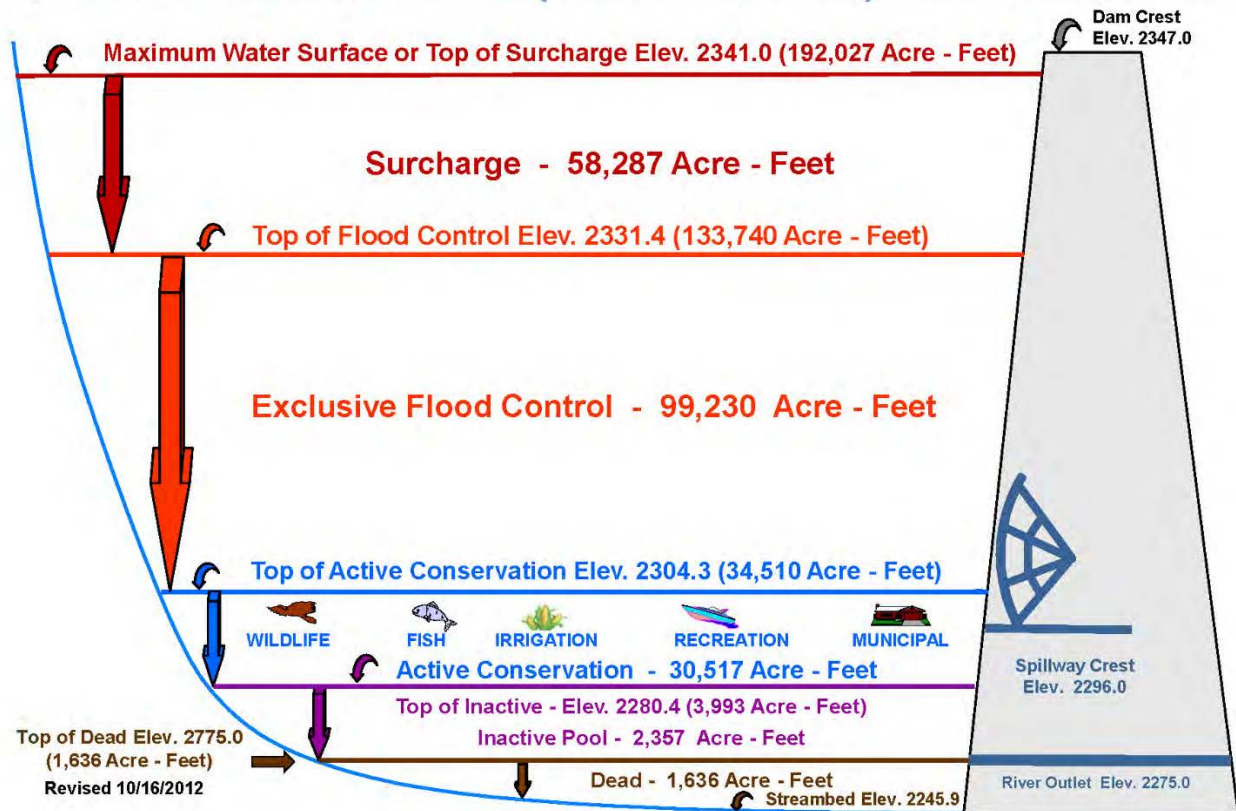 Dam Crest
Elev. 2347.0
Maximum Water Surface or Top of Surcharge Elev. 2341.0 (192,027 Acre - Feet)
Surcharge - 58,287 Acre - Feet
Top of Flood Control Elev. 2331.4 (133,740 Acre - Feet)
Exclusive Flood Control - 99,230 Acre - Feet
Top of Active Conservation Elev. 2304.3 (34,510 Acre - Feet)
WILDLIFE FISH IRRIGATION RECREATION MUNICIPAL
Active Conservation - 30,517 Acre - Feet
Spillway Crest
Elev. 2296.0
Top of Inactive - Elev. 2280.4 (3,993 Acre - Feet)
Inactive Pool - 2,357 Acre - Feet
Top of Dead Elev. 2775.0
(1,636 Acre - Feet)
Revised 10/16/2012
Dead - 1,636 Acre - Feet
River Outlet Elev. 2275.0
Streambed Elev. 2245.9